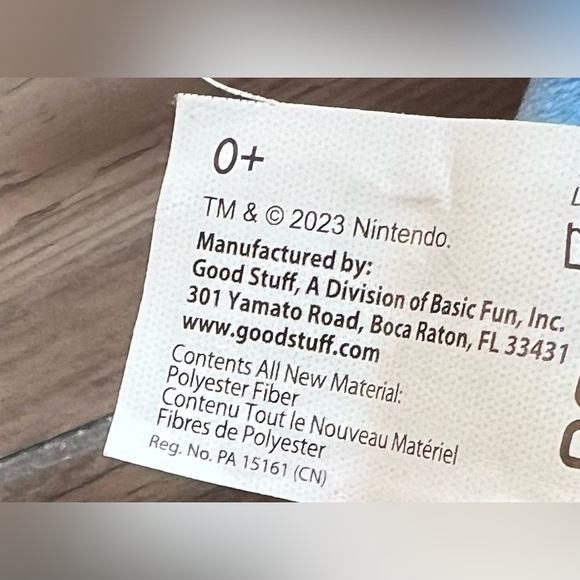 0+
TM & © 2023 Nintendo.
Manufactured by:
Good Stuff, A Division of Basic Fun, Inc.
301 Yamato Road, Boca Raton, FL 33431
www.goodstuff.com
Contents All New Material:
Polyester Fiber
Contenu Tout le Nouveau Matériel
Fibres de Polyester
Reg. No. PA 15161 (CN)